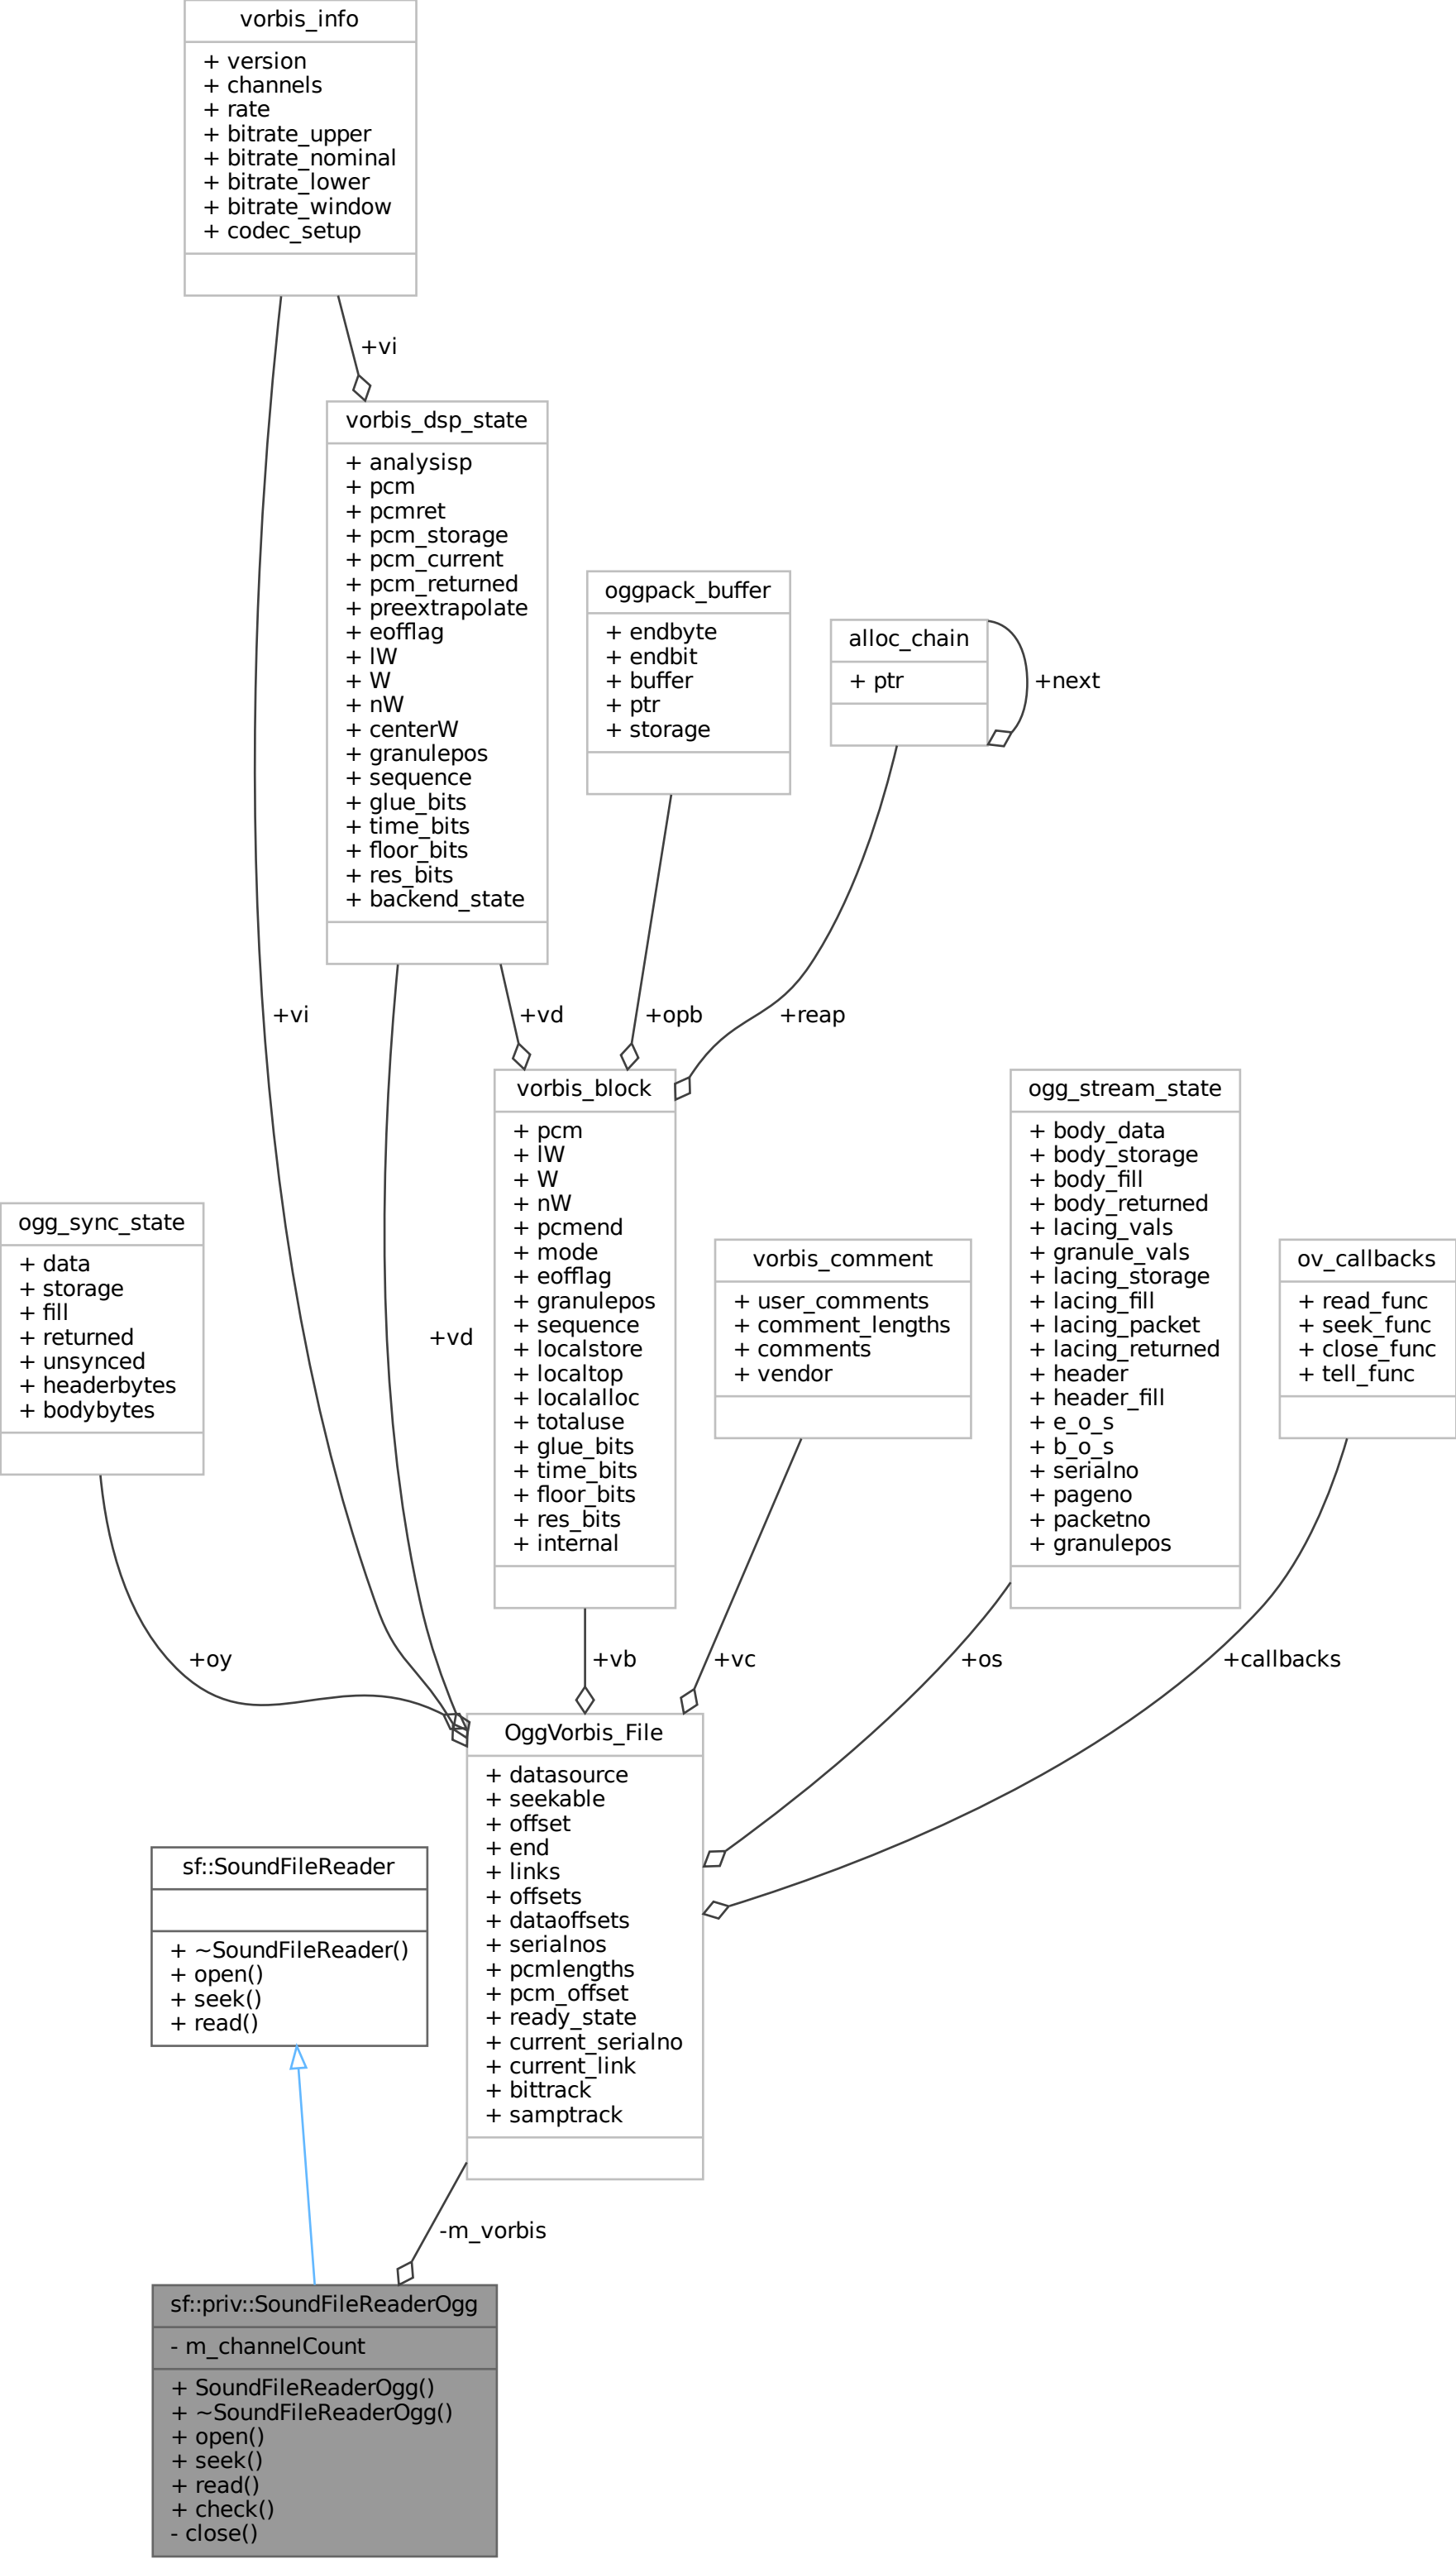 vorbis_info
+ version
+ channels
+ rate
+ bitrate_upper
+ bitrate_nominal
+ bitrate_lower
+ bitrate_window
+ codec_setup
+vi
vorbis_dsp_state
+ analysisp
+ pcm
+ pcmret
+ pcm_storage
+ pcm_current
+ pcm_returned
+ preextrapolate
+ eofflag
+ lW
+ W
+ nW
+ centerW
+ granulepos
+ sequence
+ glue_bits
+ time_bits
+ floor_bits
+ res_bits
+ backend_state
oggpack_buffer
+ endbyte
+ endbit
+ buffer
+ ptr
+ storage
alloc_chain
+ ptr
+next
+vi
+vd
+opb
+reap
vorbis_block
+ pcm
+ lW
+ W
+ nW
+ pcmend
+ mode
+ eofflag
+ granulepos
+ sequence
+ localstore
+ localtop
+ localalloc
+ totaluse
+ glue_bits
+ time_bits
+ floor_bits
+ res_bits
+ internal
ogg_stream_state
+ body_data
+ body_storage
+ body_fill
+ body_returned
+ lacing_vals
+ granule_vals
+ lacing_storage
+ lacing_fill
+ lacing_packet
+ lacing_returned
+ header
+ header_fill
+ e_o_s
+ b_o_s
+ serialno
+ pageno
+ packetno
+ granulepos
ogg_sync_state
+ data
+ storage
+ fill
+ returned
+ unsynced
+ headerbytes
+ bodybytes
+vd
vorbis_comment
+ user_comments
+ comment_lengths
+ comments
+ vendor
ov_callbacks
+ read_func
+ seek_func
+ close_func
+ tell_func
+oy
+vb
+vc
+os
+callbacks
OggVorbis_File
+ datasource
+ seekable
+ offset
+ end
+ links
+ offsets
+ dataoffsets
+ serialnos
+ pcmlengths
+ pcm_offset
+ ready_state
+ current_serialno
+ current_link
+ bittrack
+ samptrack
sf::SoundFileReader
+ ~SoundFileReader()
+ open()
+ seek()
+ read()
-m_vorbis
sf::priv::SoundFileReaderOgg
- m_channelCount
+ SoundFileReaderOgg()
+ ~SoundFileReaderOgg()
+ open()
+ seek()
+ read()
+ check()
- close()